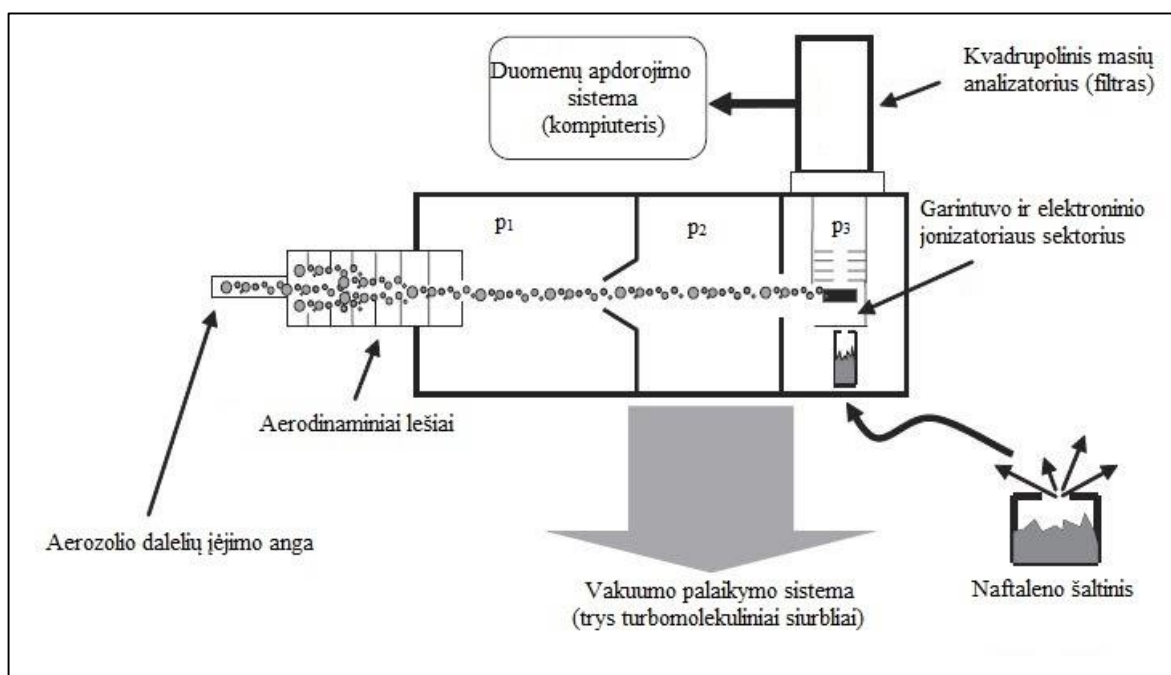 Duomenų apdorojimo
sistema
(kompiuteris)
Kvadrupolinis masių
analizatorius (filtras)
p₁
p₂
p₃
Garintuvo ir elektroninio
jonizatoriaus sektorius
Aerodinaminiai lešiai
Aerozolio dalelių įėjimo anga
Vakuumo palaikymo sistema
(trys turbomolekuliniai siurbliai)
Naftaleno šaltinis